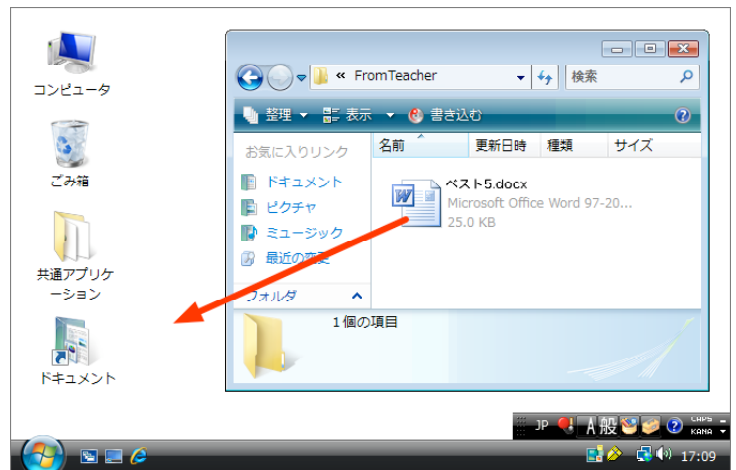 コンピュータ
ごみ箱
共通アプリケ
ーション
ドキュメント
« FromTeacher
検索
整理
表示
書き込む
お気に入りリンク
ドキュメント
ピクチャ
ミュージック
最近の変更
フォルダ
名前
更新日時
種類
サイズ
ベスト5.docx
Microsoft Office Word 97-20...
25.0 KB
1個の項目
JP
A般
CAPS
KANA
17:09